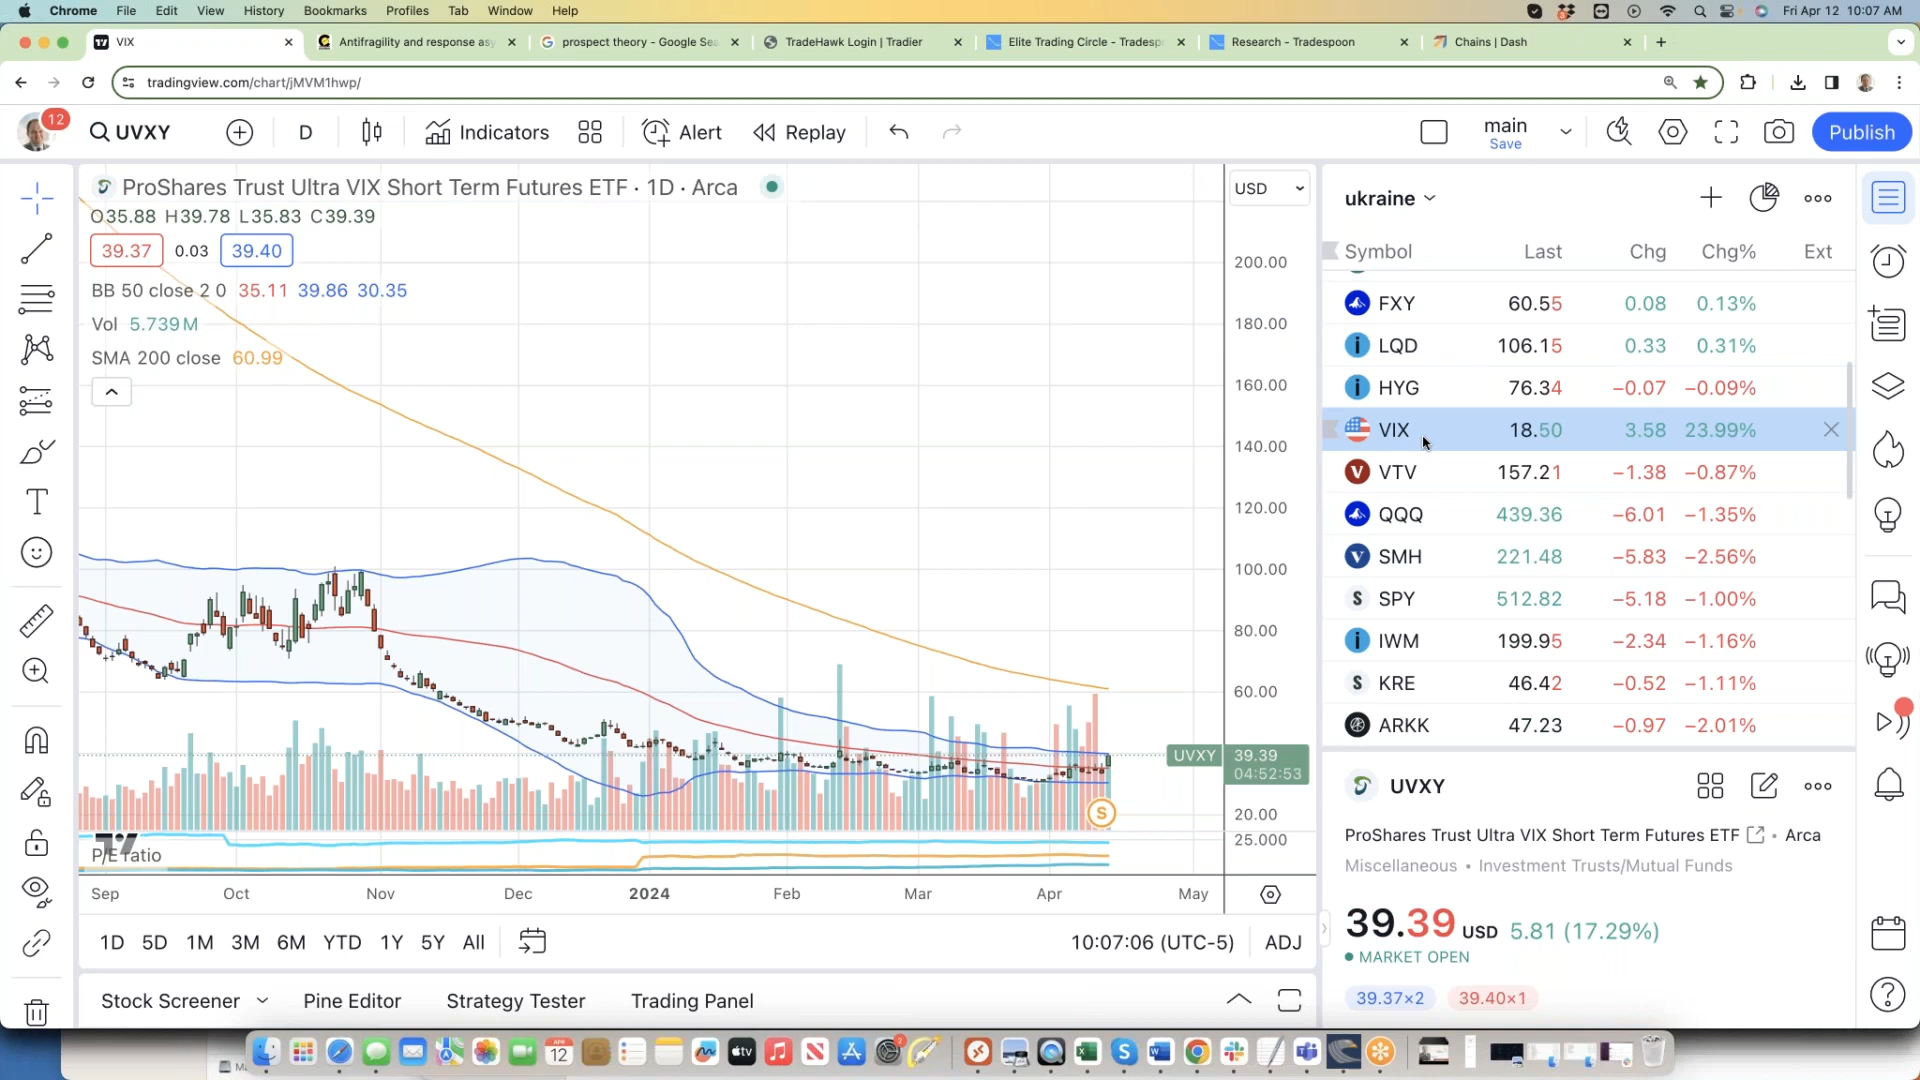 Chrome File Edit View History Bookmarks Profiles Tab Window Help Fri Apr 12 10:07 AM
VIX Antifragility and response asy prospect theory - Google Sea TradeHawk Login | Tradier Elite Trading Circle - Tradesp Research - Tradespoon Chains | Dash
tradingview.com/chart/jMVM1hwp/
12 UVXY D Indicators Alert Replay main Save Publish
ProShares Trust Ultra VIX Short Term Futures ETF · 1D · Arca
O35.88 H39.78 L35.83 C39.39
39.37 0.03 39.40
BB 50 close 2 0 35.11 39.86 30.35
Vol 5.739M
SMA 200 close 60.99
USD
200.00
180.00
160.00
140.00
120.00
100.00
80.00
60.00
UVXY 39.39
04:52:53
20.00
25.000
S
P/E ratio
Sep Oct Nov Dec 2024 Feb Mar Apr May
1D 5D 1M 3M 6M YTD 1Y 5Y All 10:07:06 (UTC-5) ADJ
Stock Screener Pine Editor Strategy Tester Trading Panel
ukraine
Symbol Last Chg Chg% Ext
FXY 60.55 0.08 0.13%
LQD 106.15 0.33 0.31%
HYG 76.34 −0.07 −0.09%
VIX 18.50 3.58 23.99%
VTV 157.21 −1.38 −0.87%
QQQ 439.36 −6.01 −1.35%
SMH 221.48 −5.83 −2.56%
SPY 512.82 −5.18 −1.00%
IWM 199.95 −2.34 −1.16%
KRE 46.42 −0.52 −1.11%
ARKK 47.23 −0.97 −2.01%
UVXY
ProShares Trust Ultra VIX Short Term Futures ETF • Arca
Miscellaneous • Investment Trusts/Mutual Funds
39.39 USD 5.81 (17.29%)
MARKET OPEN
39.37×2 39.40×1